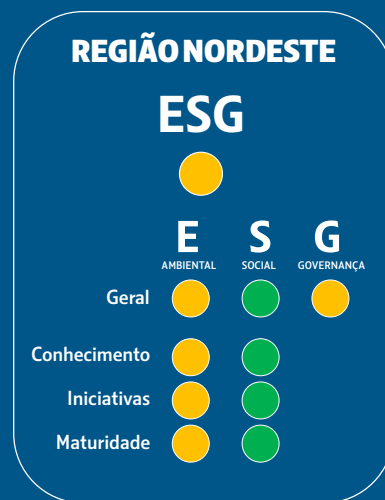 REGIÃO NORDESTE
ESG
E S G
AMBIENTAL SOCIAL GOVERNANÇA
Geral
Conhecimento
Iniciativas
Maturidade